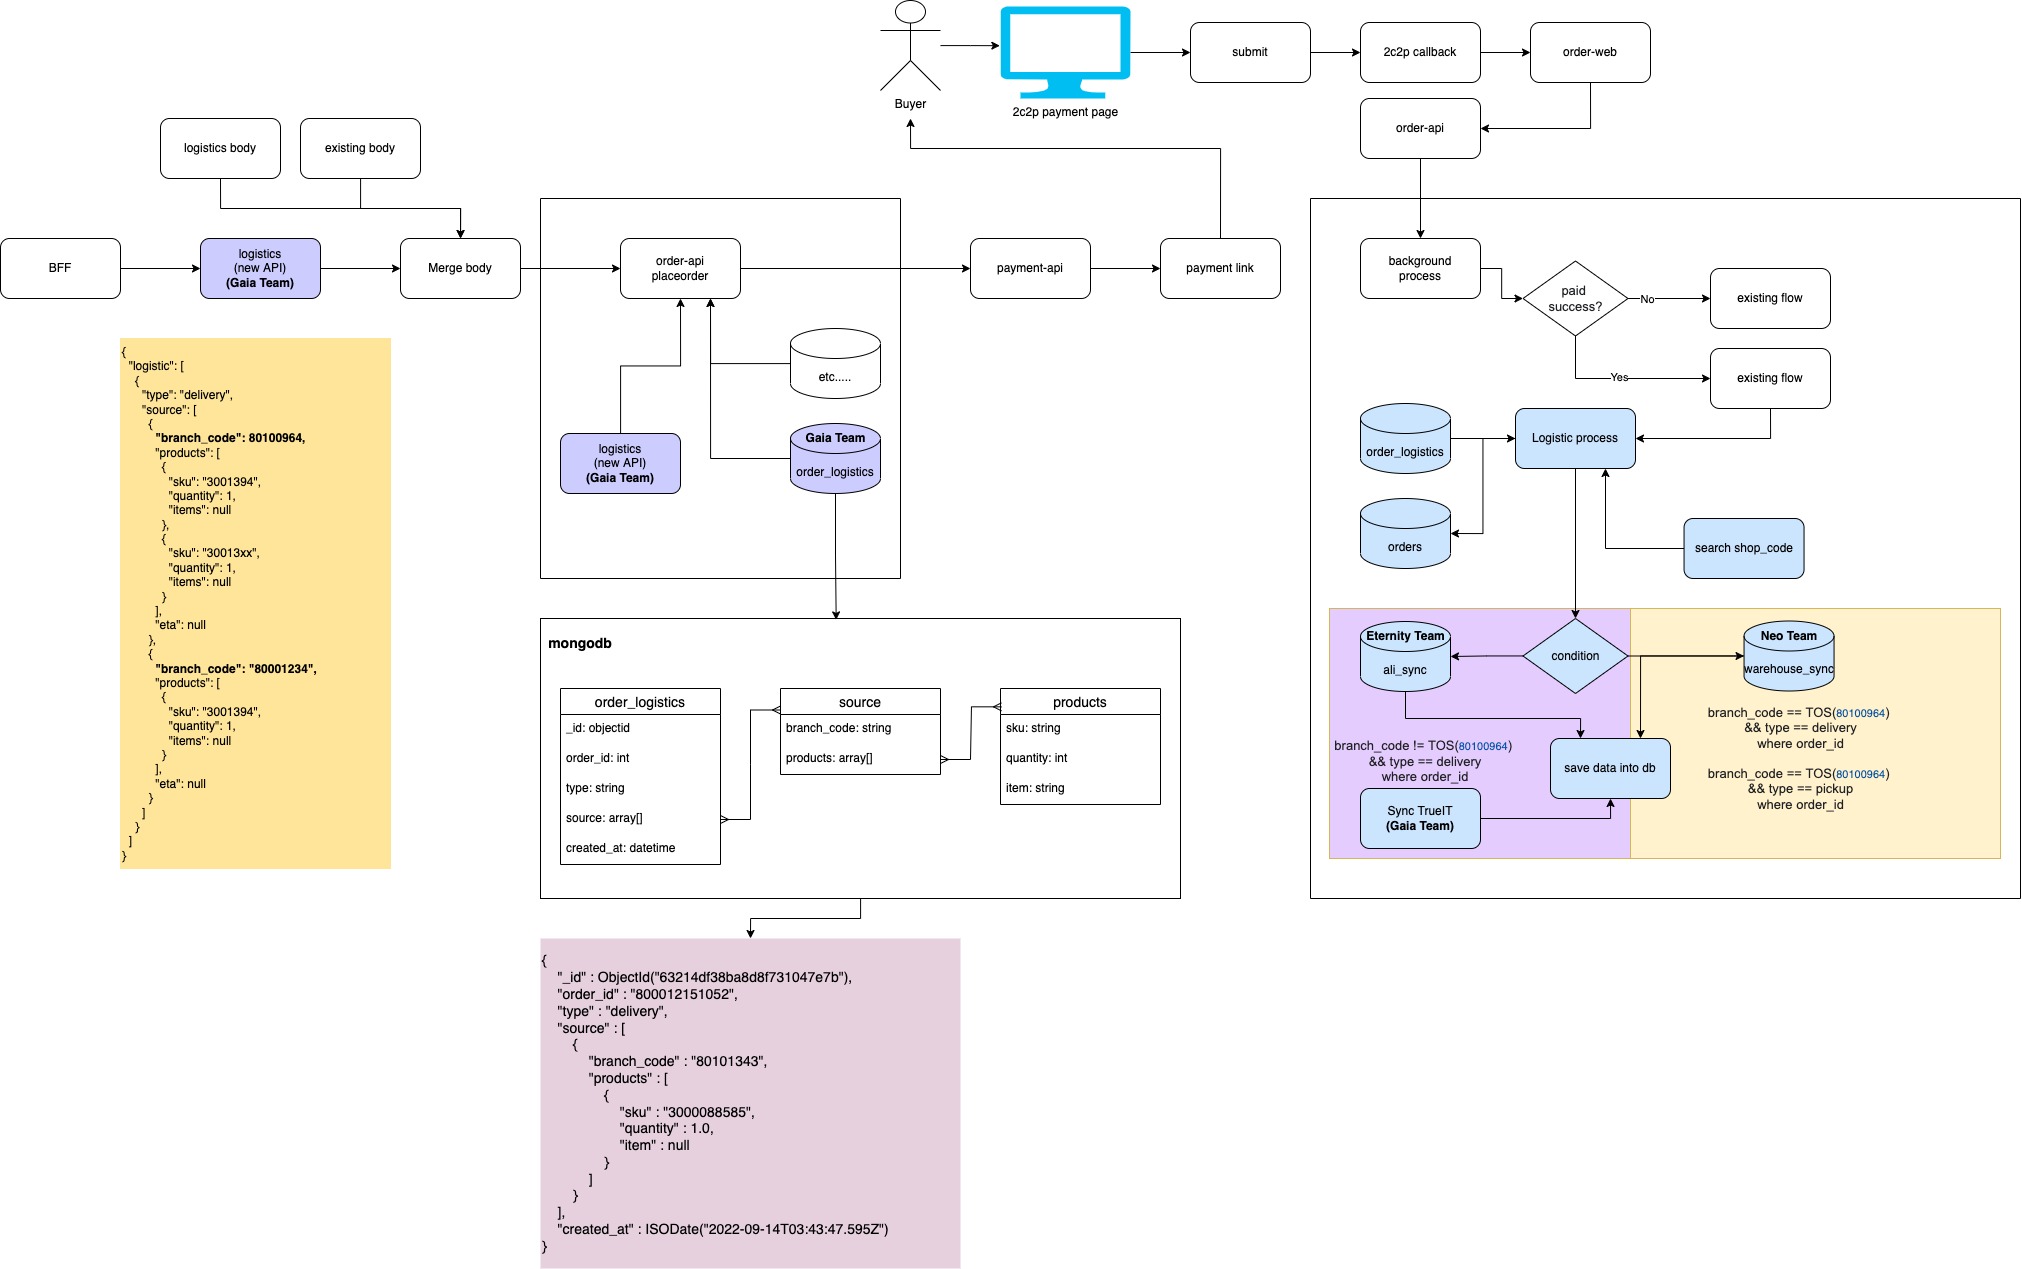 Buyer
2c2p payment page
submit
2c2p callback
order-web
order-api
logistics body
existing body
BFF
logistics
(new API)
(Gaia Team)
Merge body
order-api
placeorder
payment-api
payment link
etc.....
logistics
(new API)
(Gaia Team)
Gaia Team
order_logistics
background
process
paid
success?
No
existing flow
Yes
existing flow
order_logistics
Logistic process
orders
search shop_code
Eternity Team
ali_sync
condition
Neo Team
warehouse_sync
branch_code != TOS(80100964)
&& type == delivery
where order_id
save data into db
branch_code == TOS(80100964)
&& type == delivery
where order_id
branch_code == TOS(80100964)
&& type == pickup
where order_id
Sync TrueIT
(Gaia Team)
{
"logistic": [
{
"type": "delivery",
"source": [
{
"branch_code": 80100964,
"products": [
{
"sku": "3001394",
"quantity": 1,
"items": null
},
{
"sku": "30013xx",
"quantity": 1,
"items": null
}
],
"eta": null
},
{
"branch_code": "80001234",
"products": [
{
"sku": "3001394",
"quantity": 1,
"items": null
}
],
"eta": null
}
]
}
]
}
mongodb
order_logistics
_id: objectid
order_id: int
type: string
source: array[]
created_at: datetime
source
branch_code: string
products: array[]
products
sku: string
quantity: int
item: string
{
"_id" : ObjectId("63214df38ba8d8f731047e7b"),
"order_id" : "800012151052",
"type" : "delivery",
"source" : [
{
"branch_code" : "80101343",
"products" : [
{
"sku" : "3000088585",
"quantity" : 1.0,
"item" : null
}
]
}
],
"created_at" : ISODate("2022-09-14T03:43:47.595Z")
}